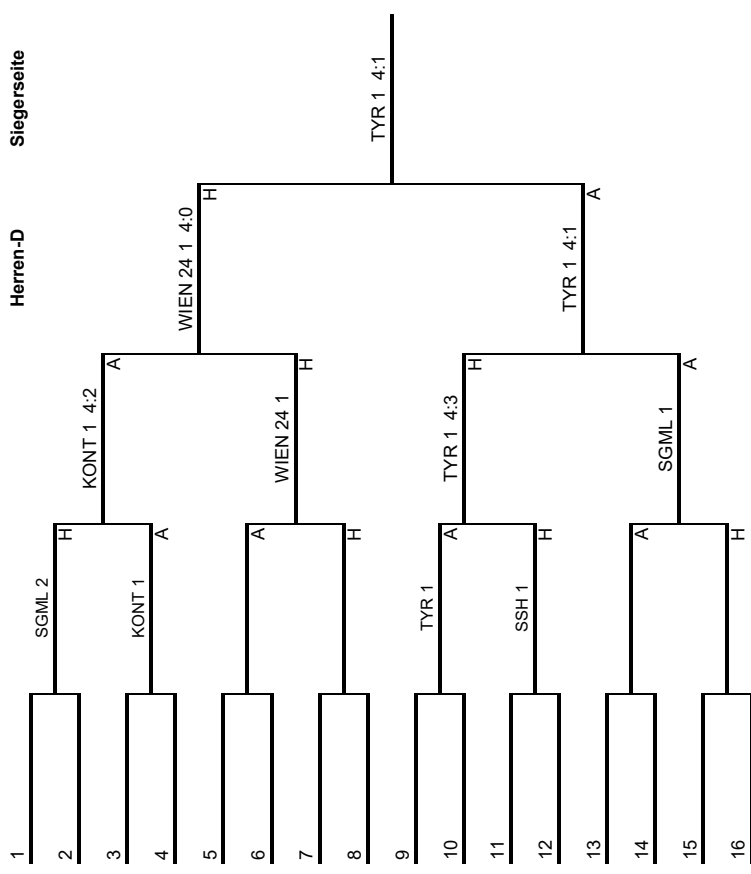 Herren-D Siegerseite
1
2
3
4
5
6
7
8
9
10
11
12
13
14
15
16
SGML 2
KONT 1
TYR 1
SSH 1
H
A
A
H
A
H
A
H
KONT 1 4:2
WIEN 24 1
TYR 1 4:3
SGML 1
A
H
H
A
WIEN 24 1 4:0
TYR 1 4:1
H
A
TYR 1 4:1